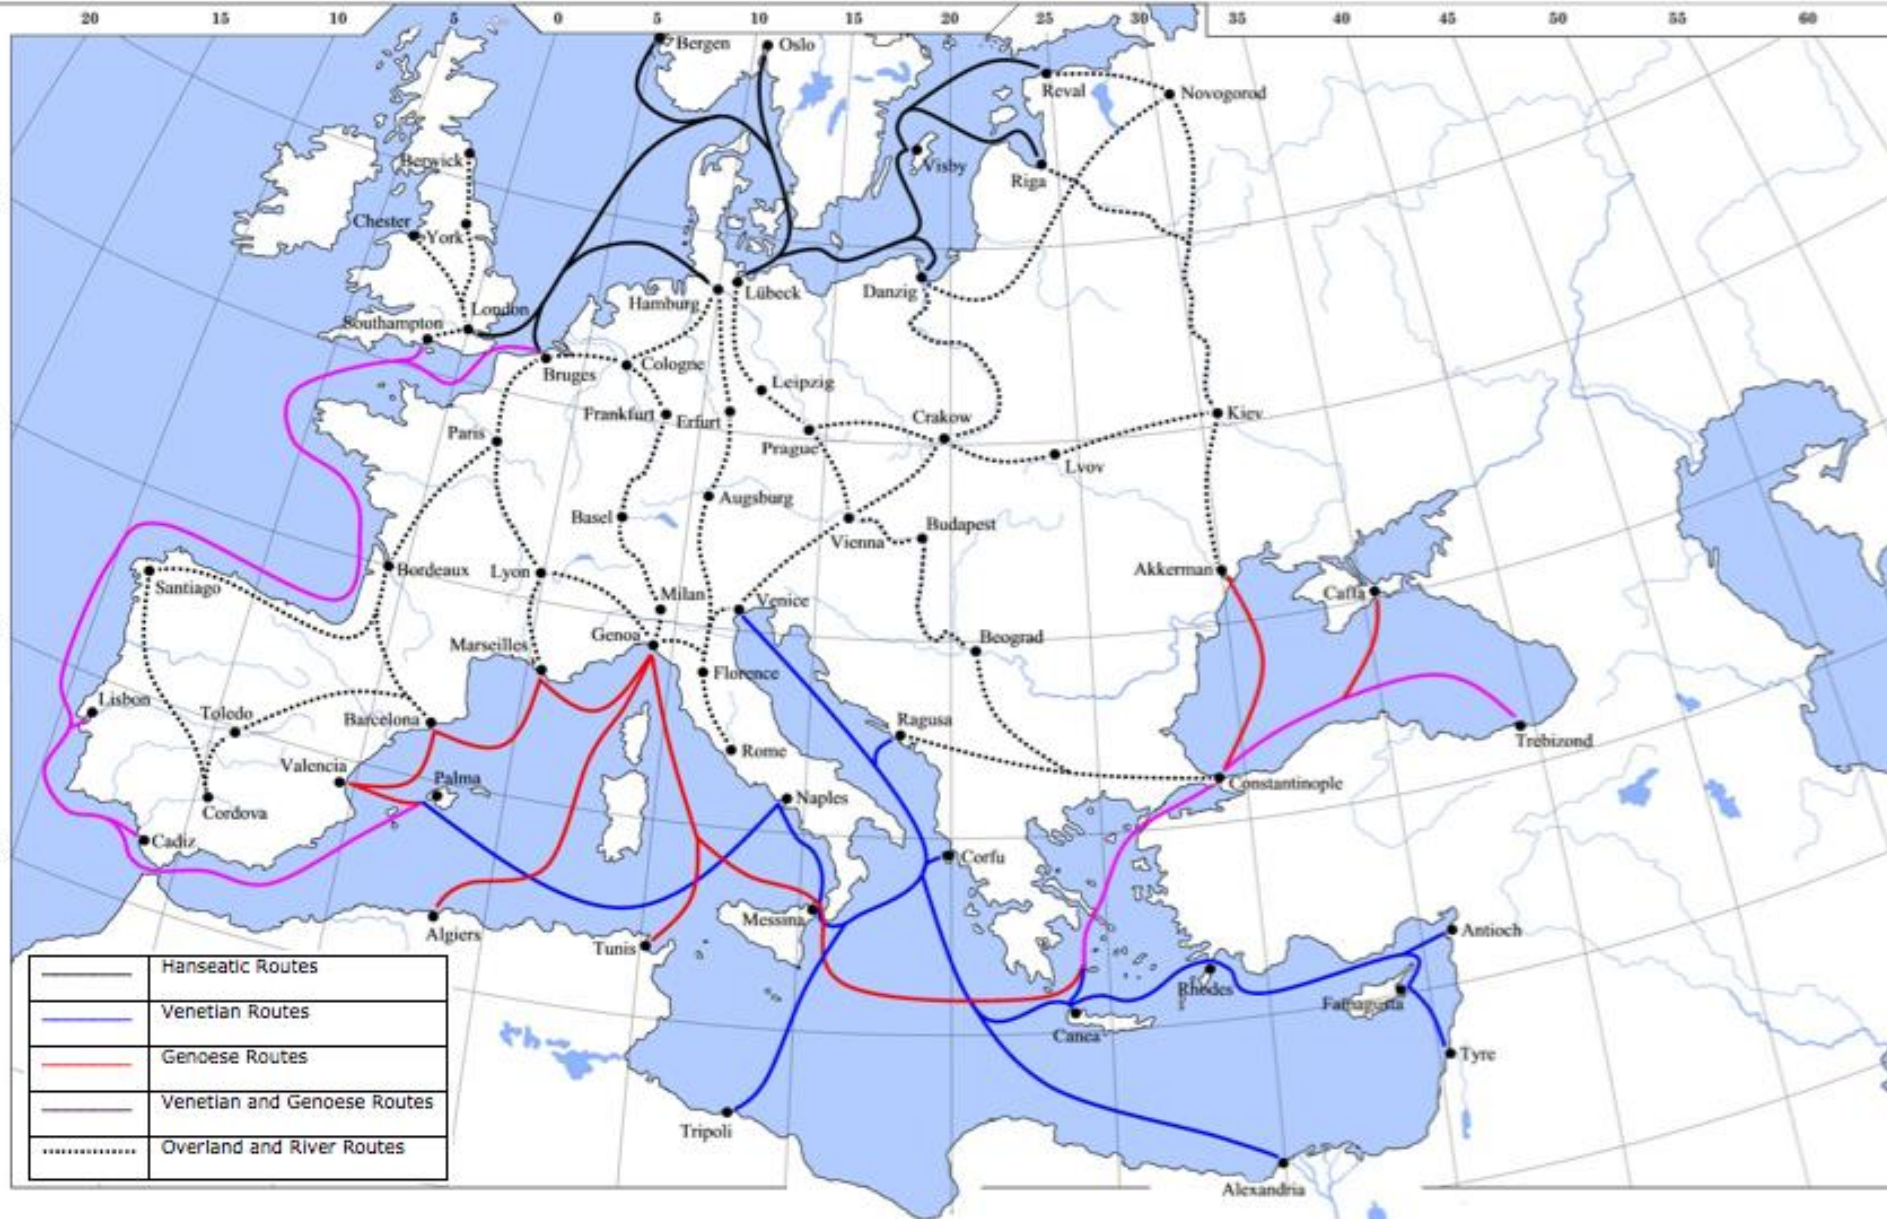 20 15 10 5 0 5 10 15 20 25 30 35 40 45 50 55 60
Bergen
Oslo
Reval
Novogorod
Berwick
Visby
Riga
Chester
York
Hamburg
Lübeck
Danzig
London
Southampton
Bruges
Cologne
Leipzig
Frankfurt
Erfurt
Crakow
Kiev
Paris
Prague
Lvov
Augsburg
Basel
Budapest
Vienna
Bordeaux
Lyon
Akkerman
Santiago
Milan
Venice
Caffa
Genoa
Beograd
Marseilles
Florence
Lisbon
Toledo
Barcelona
Ragusa
Rome
Trebizond
Valencia
Palma
Constantinople
Naples
Cordova
Cadiz
Corfu
Messina
Algiers
Tunis
Antioch
Rhodes
Famagusta
Canea
Tyre
Tripoli
Alexandria
Hanseatic Routes
Venetian Routes
Genoese Routes
Venetian and Genoese Routes
Overland and River Routes